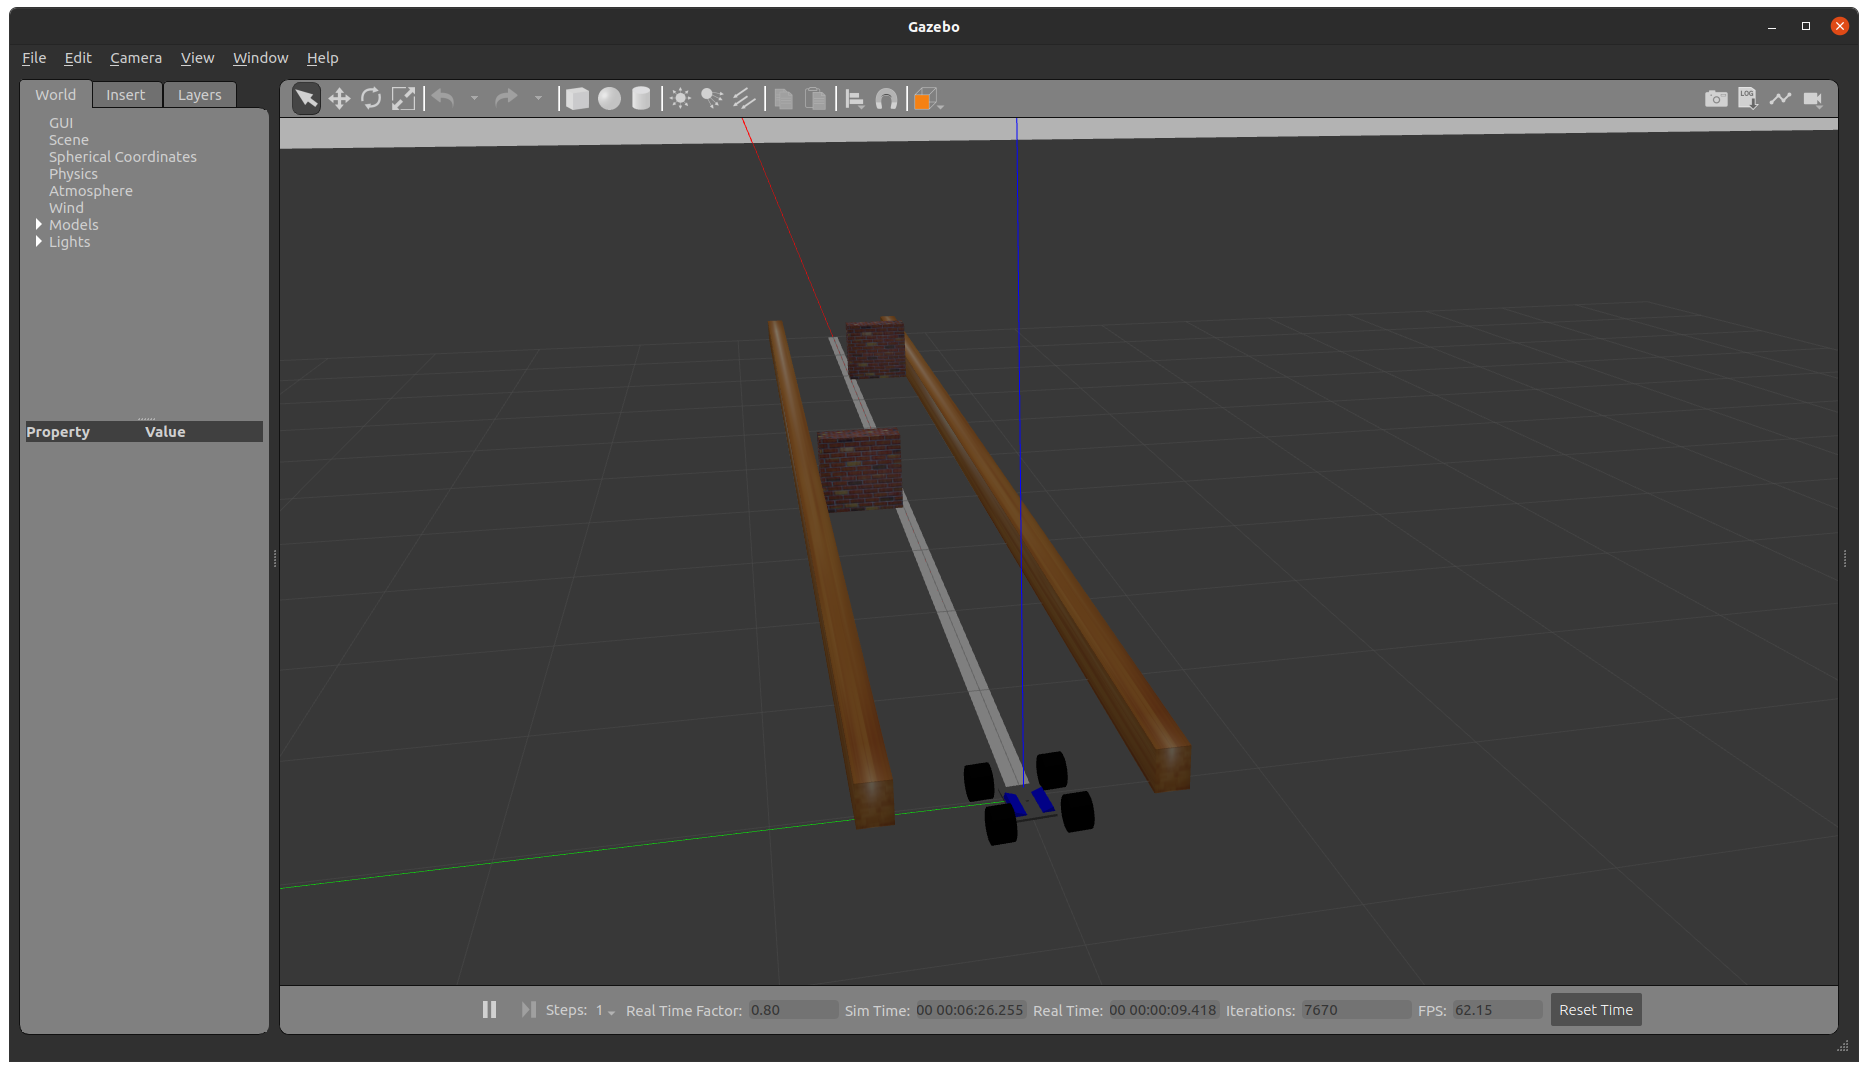 Gazebo
File Edit Camera View Window Help
World Insert Layers
LOG
GUI
Scene
Spherical Coordinates
Physics
Atmosphere
Wind
Models
Lights
Property Value
Steps: 1 Real Time Factor: 0.80 Sim Time: 00 00:06:26.255 Real Time: 00 00:00:09.418 Iterations: 7670 FPS: 62.15 Reset Time